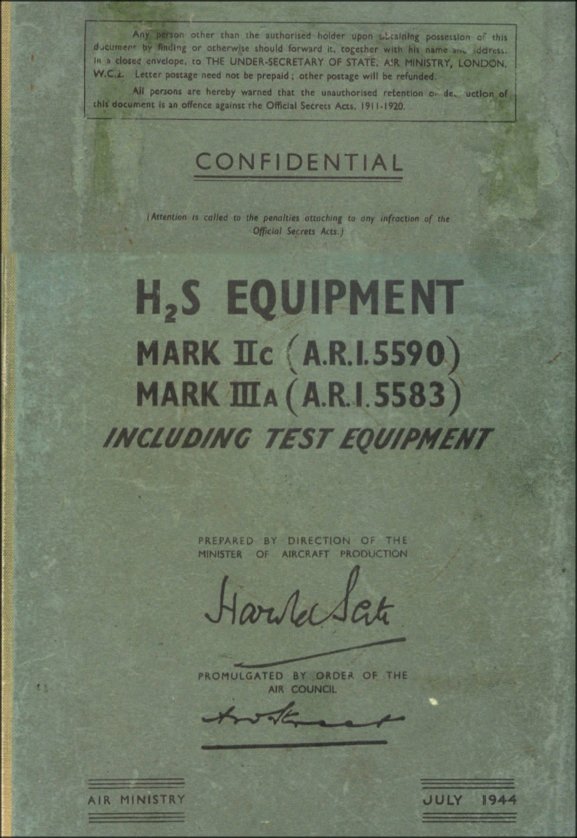 Any person other than the authorised holder upon obtaining possession of this
document by finding or otherwise should forward it, together with his name and address,
in a closed envelope, to THE UNDER-SECRETARY OF STATE, AIR MINISTRY, LONDON,
W.C.2. Letter postage need not be prepaid; other postage will be refunded.
All persons are hereby warned that the unauthorised retention or de uction of
this document is an offence against the Official Secrets Acts. 1911-1920.
CONFIDENTIAL
(Attention is called to the penalties attaching to any infraction of the
Official Secrets Acts.)
H₂S EQUIPMENT
MARK IIC (A.R.I.5590)
MARK IIIA (A.R.I.5583)
INCLUDING TEST EQUIPMENT
PREPARED BY DIRECTION OF THE
MINISTER OF AIRCRAFT PRODUCTION
Harold
PROMULGATED BY ORDER OF THE
AIR COUNCIL
AIR MINISTRY
JULY 1944